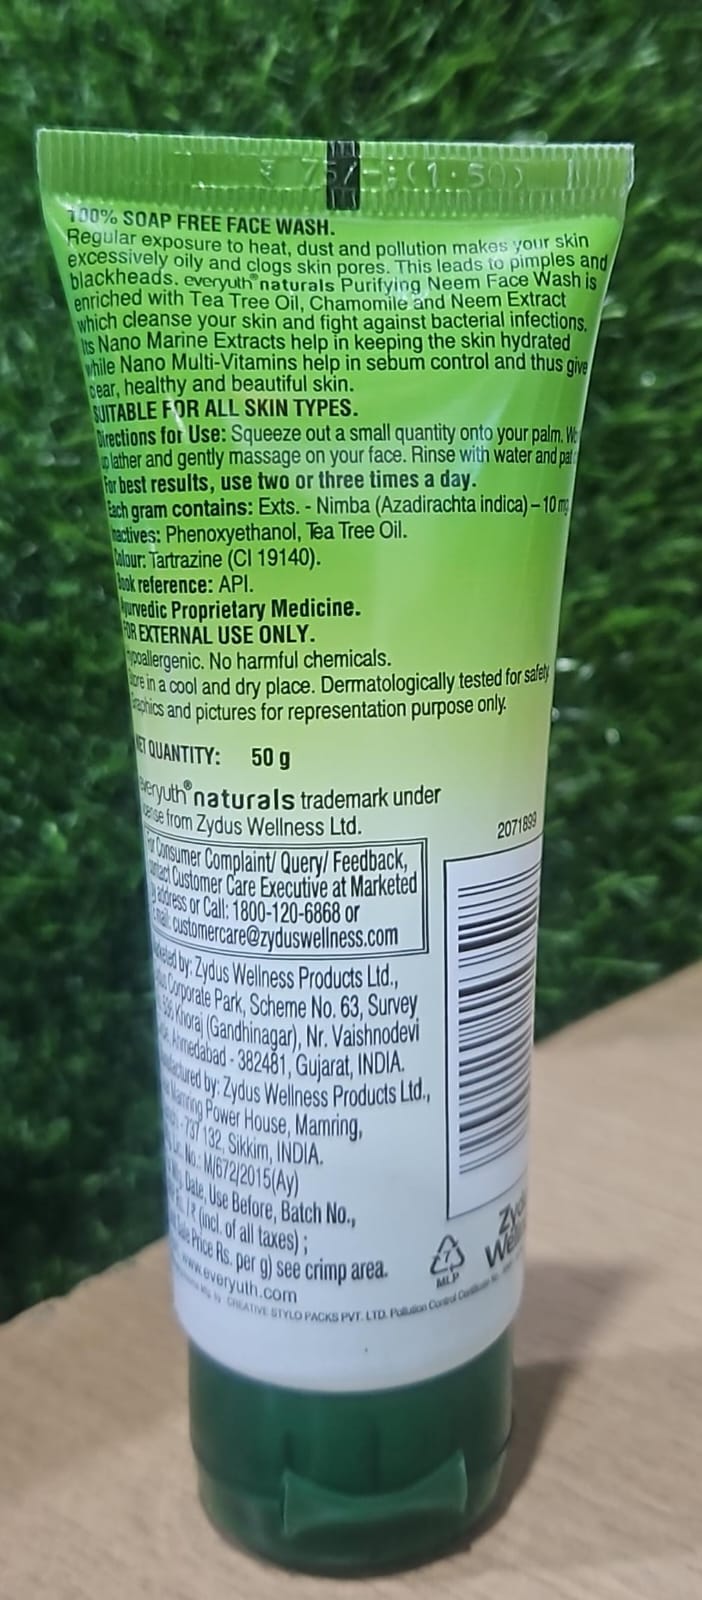 ₹ 75/- (1.50)
100% SOAP FREE FACE WASH.
Regular exposure to heat, dust and pollution makes your skin
excessively oily and clogs skin pores. This leads to pimples and
blackheads. everyuth® naturals Purifying Neem Face Wash is
enriched with Tea Tree Oil, Chamomile and Neem Extract
which cleanse your skin and fight against bacterial infections.
Its Nano Marine Extracts help in keeping the skin hydrated
while Nano Multi-Vitamins help in sebum control and thus give
clear, healthy and beautiful skin.
SUITABLE FOR ALL SKIN TYPES.
Directions for Use: Squeeze out a small quantity onto your palm.
lather and gently massage on your face. Rinse with water and pat
For best results, use two or three times a day.
Each gram contains: Exts. - Nimba (Azadirachta indica) – 10 mg
Inactives: Phenoxyethanol, Tea Tree Oil.
Colour: Tartrazine (CI 19140).
Book reference: API.
Ayurvedic Proprietary Medicine.
FOR EXTERNAL USE ONLY.
Hypoallergenic. No harmful chemicals.
Store in a cool and dry place. Dermatologically tested for safety
Graphics and pictures for representation purpose only.
NET QUANTITY: 50 g
everyuth® naturals trademark under
license from Zydus Wellness Ltd.
2071899
For Consumer Complaint/ Query/ Feedback,
contact Customer Care Executive at Marketed
by address or Call: 1800-120-6868 or
E-mail: customercare@zyduswellness.com
Marketed by: Zydus Wellness Products Ltd.,
Corporate Park, Scheme No. 63, Survey
Khoraj (Gandhinagar), Nr. Vaishnodevi
Ahmedabad - 382481, Gujarat, INDIA.
Manufactured by: Zydus Wellness Products Ltd.,
Mamring Power House, Mamring,
-737 132, Sikkim, INDIA.
Lic. No.: M/672/2015(Ay)
Date, Use Before, Batch No.,
₹ (incl. of all taxes) ;
Sale Price Rs. per g) see crimp area.
www.everyuth.com
CREATIVE STYLO PACKS PVT. LTD. Pollution Control Certificate No.
7
MLP